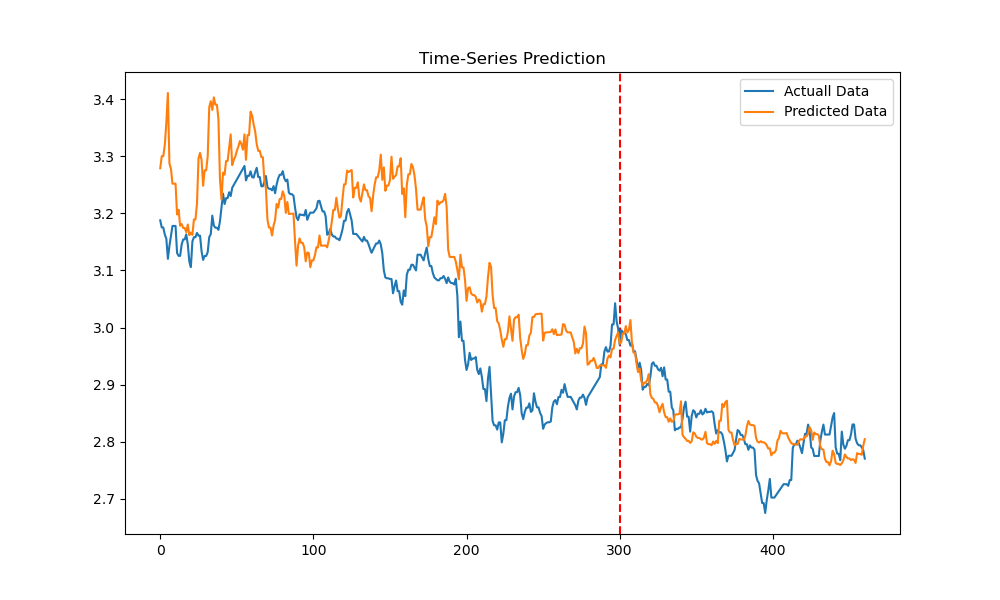 Time-Series Prediction
Actuall Data
Predicted Data
3.4
3.3
3.2
3.1
3.0
2.9
2.8
2.7
0 100 200 300 400